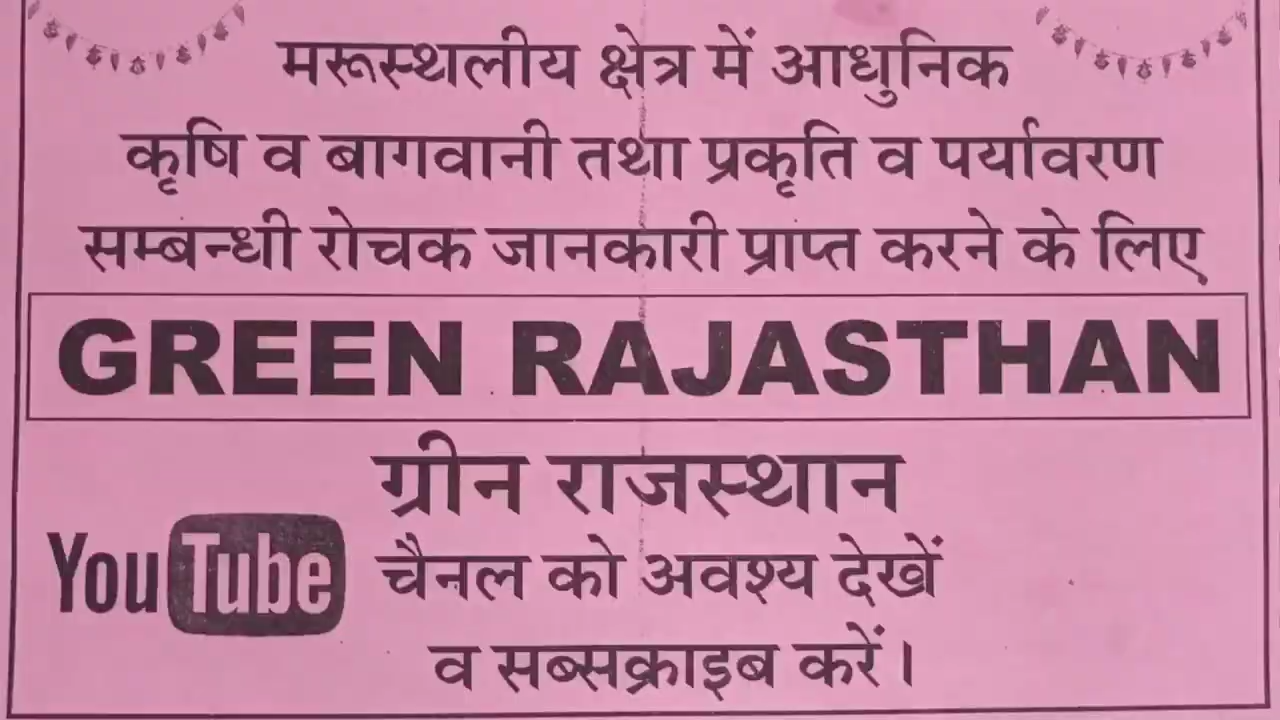 मरूस्थलीय क्षेत्र में आधुनिक
कृषि व बागवानी तथा प्रकृति व पर्यावरण
सम्बन्धी रोचक जानकारी प्राप्त करने के लिए
GREEN RAJASTHAN
ग्रीन राजस्थान
YouTube चैनल को अवश्य देखें
व सब्सक्राइब करें।